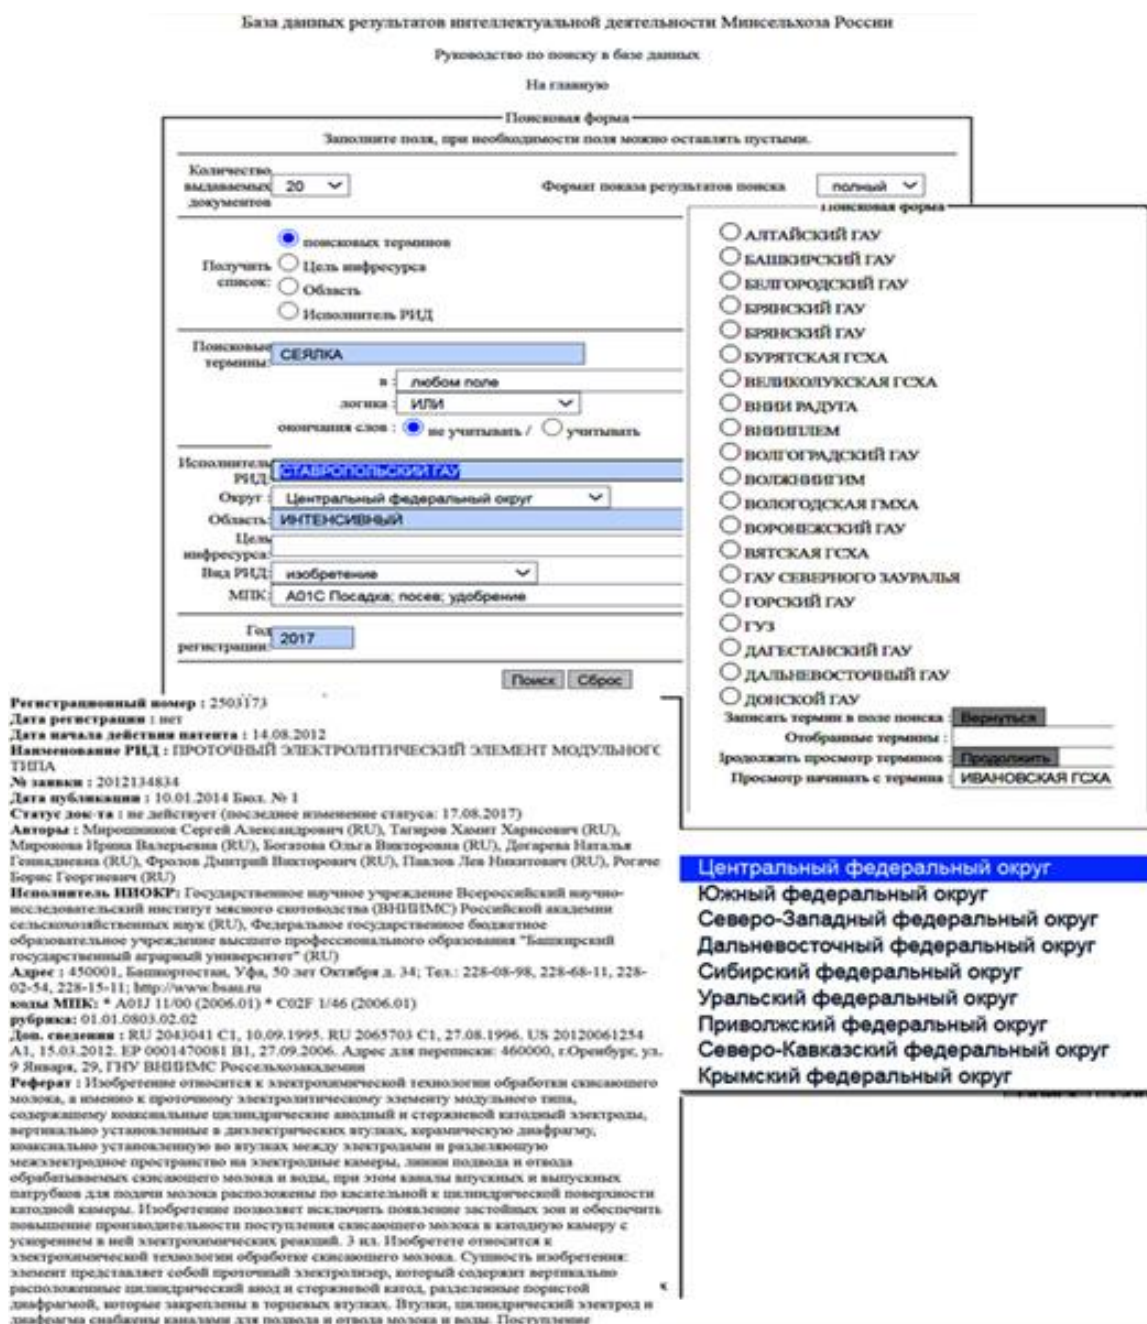 База данных результатов интеллектуальной деятельности Минсельхоза России
Руководство по поиску в базе данных
На главную
Поисковая форма
Заполните поля, при необходимости поля можно оставлять пустыми.
Количество
выдаваемых
документов
20
Формат показа результатов поиска
полный
Получить
список:
поисковых терминов
Цель инфресурса
Область
Исполнитель РИД
Поисковые
термины:
СЕЯЛКА
в : любом поле
логика : ИЛИ
окончания слов : не учитывать / учитывать
Исполнитель
РИД:
СТАВРОПОЛЬСКИЙ ГАУ
Округ : Центральный федеральный округ
Область: ИНТЕНСИВНЫЙ
Цель
инфресурса:
Вид РИД: изобретение
МПК: A01C Посадка; посев; удобрение
Год
регистрации:
2017
Поиск Сброс
Поисковая форма
АЛТАЙСКИЙ ГАУ
БАШКИРСКИЙ ГАУ
БЕЛГОРОДСКИЙ ГАУ
БРЯНСКИЙ ГАУ
БРЯНСКИЙ ГАУ
БУРЯТСКАЯ ГСХА
ВЕЛИКОЛУКСКАЯ ГСХА
ВНИИ РАДУГА
ВНИИПЛЕМ
ВОЛГОГРАДСКИЙ ГАУ
ВОЛЖНИИГИМ
ВОЛОГОДСКАЯ ГМХА
ВОРОНЕЖСКИЙ ГАУ
ВЯТСКАЯ ГСХА
ГАУ СЕВЕРНОГО ЗАУРАЛЬЯ
ГОРСКИЙ ГАУ
ГУЗ
ДАГЕСТАНСКИЙ ГАУ
ДАЛЬНЕВОСТОЧНЫЙ ГАУ
ДОНСКОЙ ГАУ
Записать термин в поле поиска : Вернуться
Отобранные термины :
Продолжить просмотр терминов : Продолжить
Просмотр начинать с термина : ИВАНОВСКАЯ ГСХА
Регистрационный номер : 2503173
Дата регистрации : нет
Дата начала действия патента : 14.08.2012
Наименование РИД : ПРОТОЧНЫЙ ЭЛЕКТРОЛИТИЧЕСКИЙ ЭЛЕМЕНТ МОДУЛЬНОГО
ТИПА
№ заявки : 2012134834
Дата публикации : 10.01.2014 Бюл. № 1
Статус док-та : не действует (последнее изменение статуса: 17.08.2017)
Авторы : Мирошников Сергей Александрович (RU), Тагиров Хамит Харисович (RU),
Миронова Ирина Валерьевна (RU), Богатова Ольга Викторовна (RU), Догарева Наталья
Геннадиевна (RU), Фролов Дмитрий Викторович (RU), Павлов Лев Никитович (RU), Рогаче
Борис Георгиевич (RU)
Исполнитель НИОКР: Государственное научное учреждение Всероссийский научно-
исследовательский институт мясного скотоводства (ВНИИМС) Российской академии
сельскохозяйственных наук (RU), Федеральное государственное бюджетное
образовательное учреждение высшего профессионального образования "Башкирский
государственный аграрный университет" (RU)
Адрес : 450001, Башкортостан, Уфа, 50 лет Октября д. 34; Тел.: 228-08-98, 228-68-11, 228-
02-54, 228-15-11; http://www.bsau.ru
коды МПК: * A01J 11/00 (2006.01) * C02F 1/46 (2006.01)
рубрика: 01.01.0803.02.02
Доп. сведения : RU 2043041 C1, 10.09.1995. RU 2065703 C1, 27.08.1996. US 20120061254
A1, 15.03.2012. EP 0001470081 B1, 27.09.2006. Адрес для переписки: 460000, г.Оренбург, ул.
9 Января, 29, ГНУ ВНИИМС Россельхозакадемии
Реферат : Изобретение относится к электрохимической технологии обработки скисающего
молока, а именно к проточному электролитическому элементу модульного типа,
содержащему коаксиальные цилиндрические анодный и стержневой катодный электроды,
вертикально установленные в диэлектрических втулках, керамическую диафрагму,
коаксиально установленную во втулках между электродами и разделяющую
межэлектродное пространство на электродные камеры, линии подвода и отвода
обрабатываемых скисающего молока и воды, при этом каналы впускных и выпускных
патрубков для подачи молока расположены по касательной к цилиндрической поверхности
катодной камеры. Изобретение позволяет исключить появление застойных зон и обеспечить
повышение производительности поступления скисающего молока в катодную камеру с
ускорением в ней электрохимических реакций. 3 ил. Изобретете относится к
электрохимической технологии обработке скисающего молока. Сущность изобретения:
элемент представляет собой проточный электролизер, который содержит вертикально
расположенные цилиндрический анод и стержневой катод, разделенные пористой
диафрагмой, которые закреплены в торцевых втулках. Втулки, цилиндрический электрод и
диафрагма снабжены каналами для подвода и отвода молока и воды. Поступление
Центральный федеральный округ
Южный федеральный округ
Северо-Западный федеральный округ
Дальневосточный федеральный округ
Сибирский федеральный округ
Уральский федеральный округ
Приволжский федеральный округ
Северо-Кавказский федеральный округ
Крымский федеральный округ